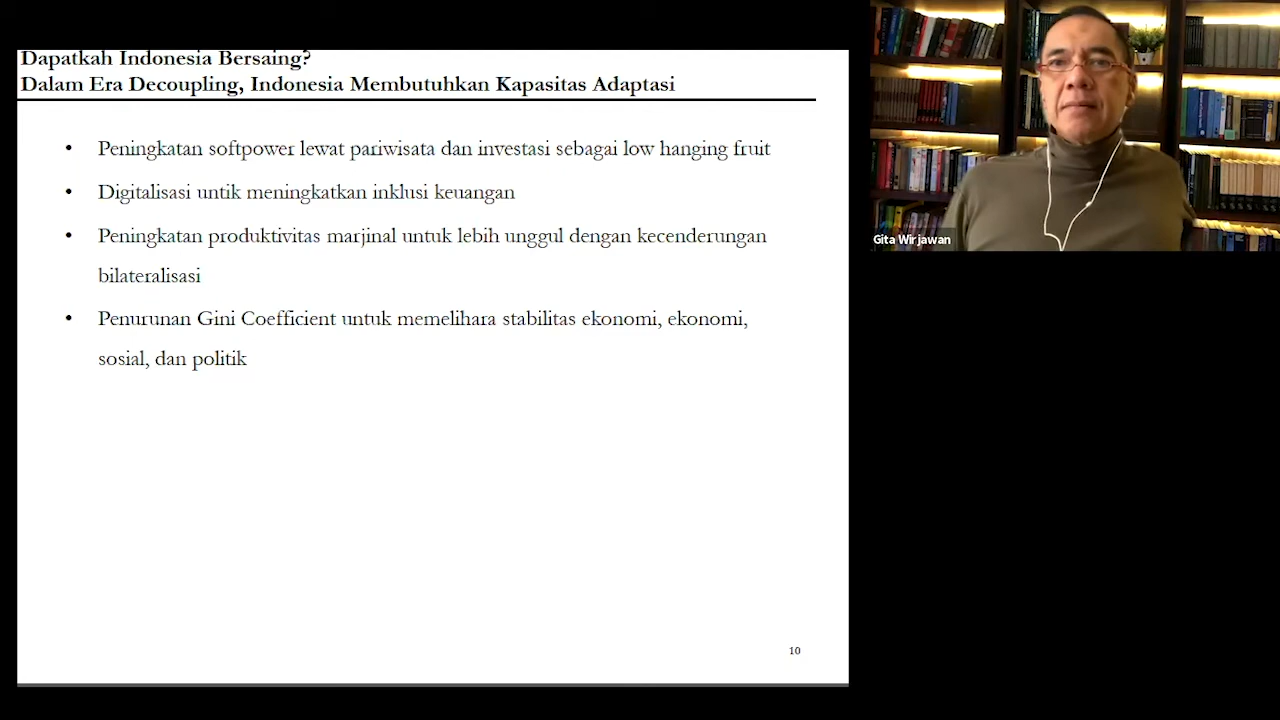 Dapatkah Indonesia Bersaing?
Dalam Era Decoupling, Indonesia Membutuhkan Kapasitas Adaptasi
• Peningkatan softpower lewat pariwisata dan investasi sebagai low hanging fruit
• Digitalisasi untik meningkatkan inklusi keuangan
• Peningkatan produktivitas marjinal untuk lebih unggul dengan kecenderungan
bilateralisasi
• Penurunan Gini Coefficient untuk memelihara stabilitas ekonomi, ekonomi,
sosial, dan politik
10
Gita Wirjawan